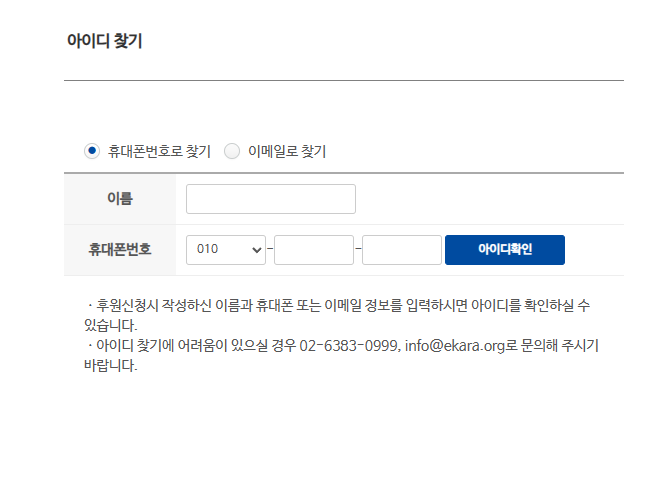 아이디 찾기
휴대폰번호로 찾기 이메일로 찾기
이름
휴대폰번호 010 - - 아이디확인
· 후원신청시 작성하신 이름과 휴대폰 또는 이메일 정보를 입력하시면 아이디를 확인하실 수
있습니다.
· 아이디 찾기에 어려움이 있으실 경우 02-6383-0999, info@ekara.org로 문의해 주시기
바랍니다.